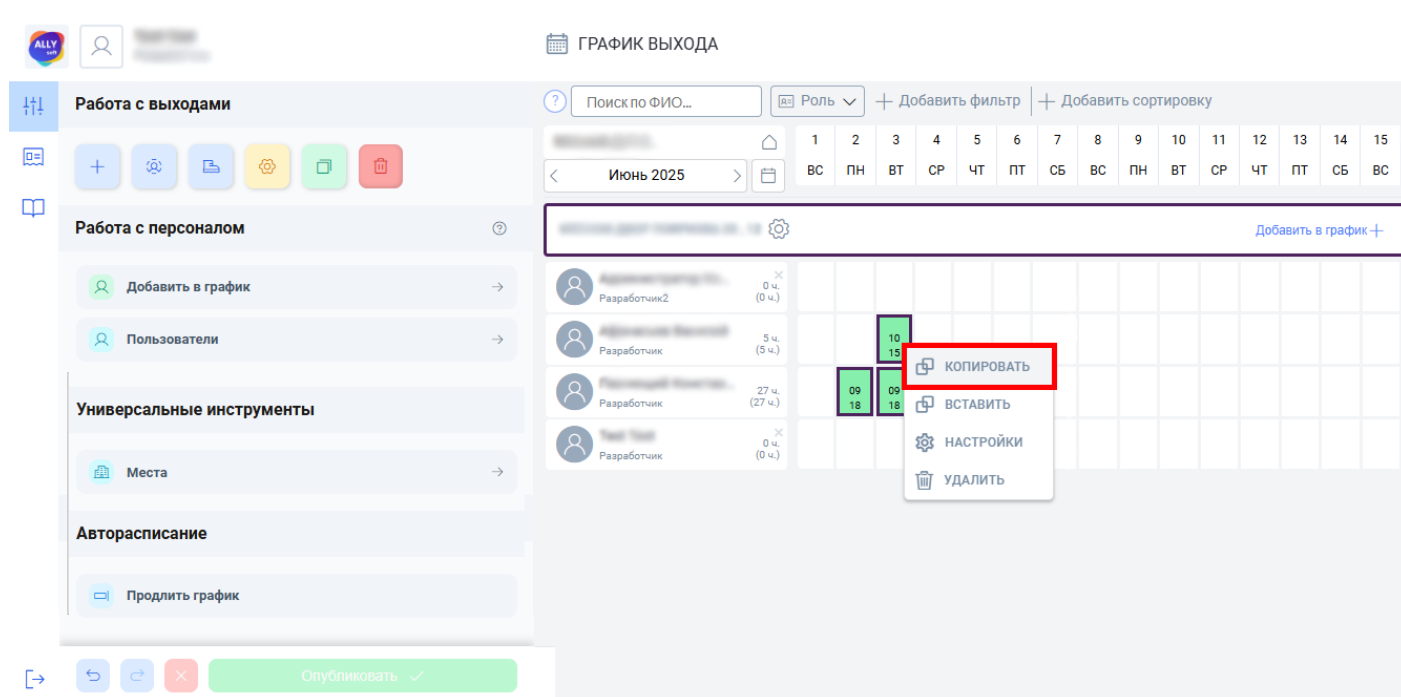 ALLY
soft
ГРАФИК ВЫХОДА
Работа с выходами
Работа с персоналом
Добавить в график
Пользователи
Универсальные инструменты
Места
Авторасписание
Продлить график
Опубликовать
? Поиск по ФИО... Роль Добавить фильтр Добавить сортировку
1 2 3 4 5 6 7 8 9 10 11 12 13 14 15
Июнь 2025 ВС ПН ВТ СР ЧТ ПТ СБ ВС ПН ВТ СР ЧТ ПТ СБ ВС
Добавить в график
0 ч.
Разработчик2 (0 ч.)
5 ч. 10
Разработчик (5 ч.) 15
27 ч. 09 09
Разработчик (27 ч.) 18 18
0 ч.
Разработчик (0 ч.)
КОПИРОВАТЬ
ВСТАВИТЬ
НАСТРОЙКИ
УДАЛИТЬ